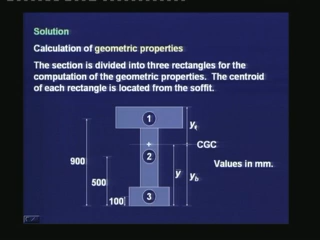 Solution
Calculation of geometric properties
The section is divided into three rectangles for the
computation of the geometric properties. The centroid
of each rectangle is located from the soffit.
1
yt
CGC
2
900
Values in mm.
y
yb
500
100
3